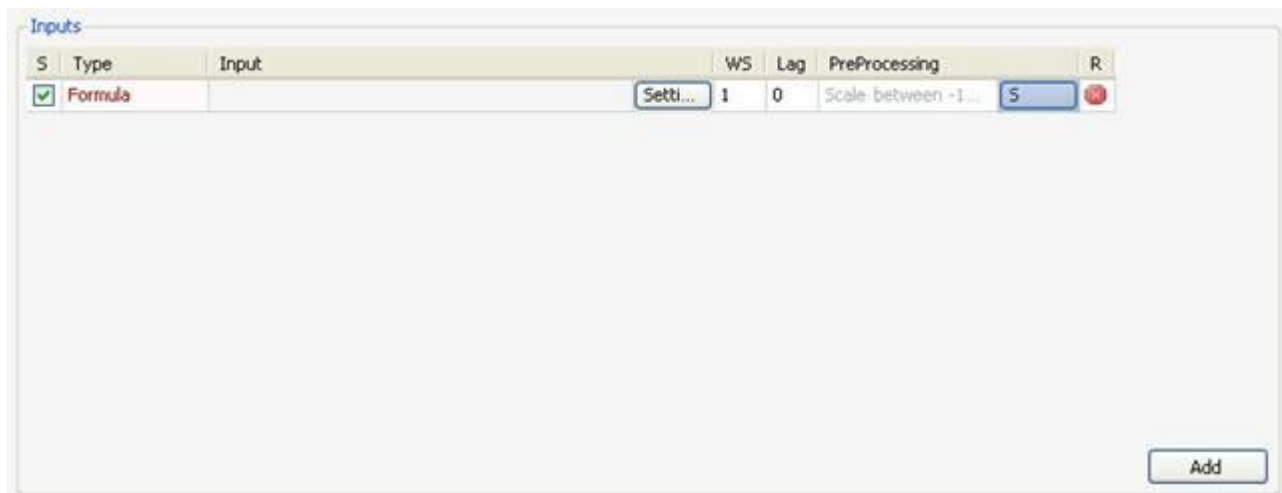 Inputs
S Type Input WS Lag PreProcessing R
Formula Setti... 1 0 Scale between -1... S
Add